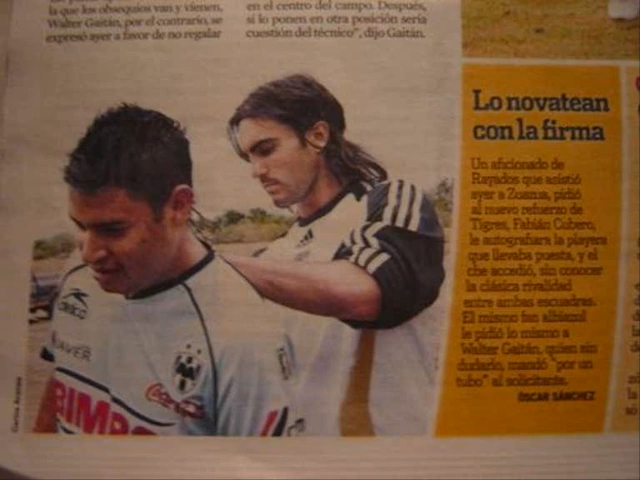 la que los obsequios van y vienen,
Walter Gaitán, por el contrario, se
expresó ayer a favor de no regalar
en el centro del campo. Después,
si lo ponen en otra posición sería
cuestión del técnico", dijo Gaitán.
Lo novatean
con la firma
Un aficionado de
Rayados que asistió
ayer a Zuazua, pidió
al nuevo refuerzo de
Tigres, Fabián Cubero,
le autografiara la playera
que llevaba puesta, y el
che accedió, sin conocer
la clásica rivalidad
entre ambas escuadras.
El mismo fan albiazul
le pidió lo mismo a
Walter Gaitán, quien sin
dudarlo, mandó "por un
tubo" al solicitante.
ÓSCAR SÁNCHEZ
BIMBO
Coca-Cola